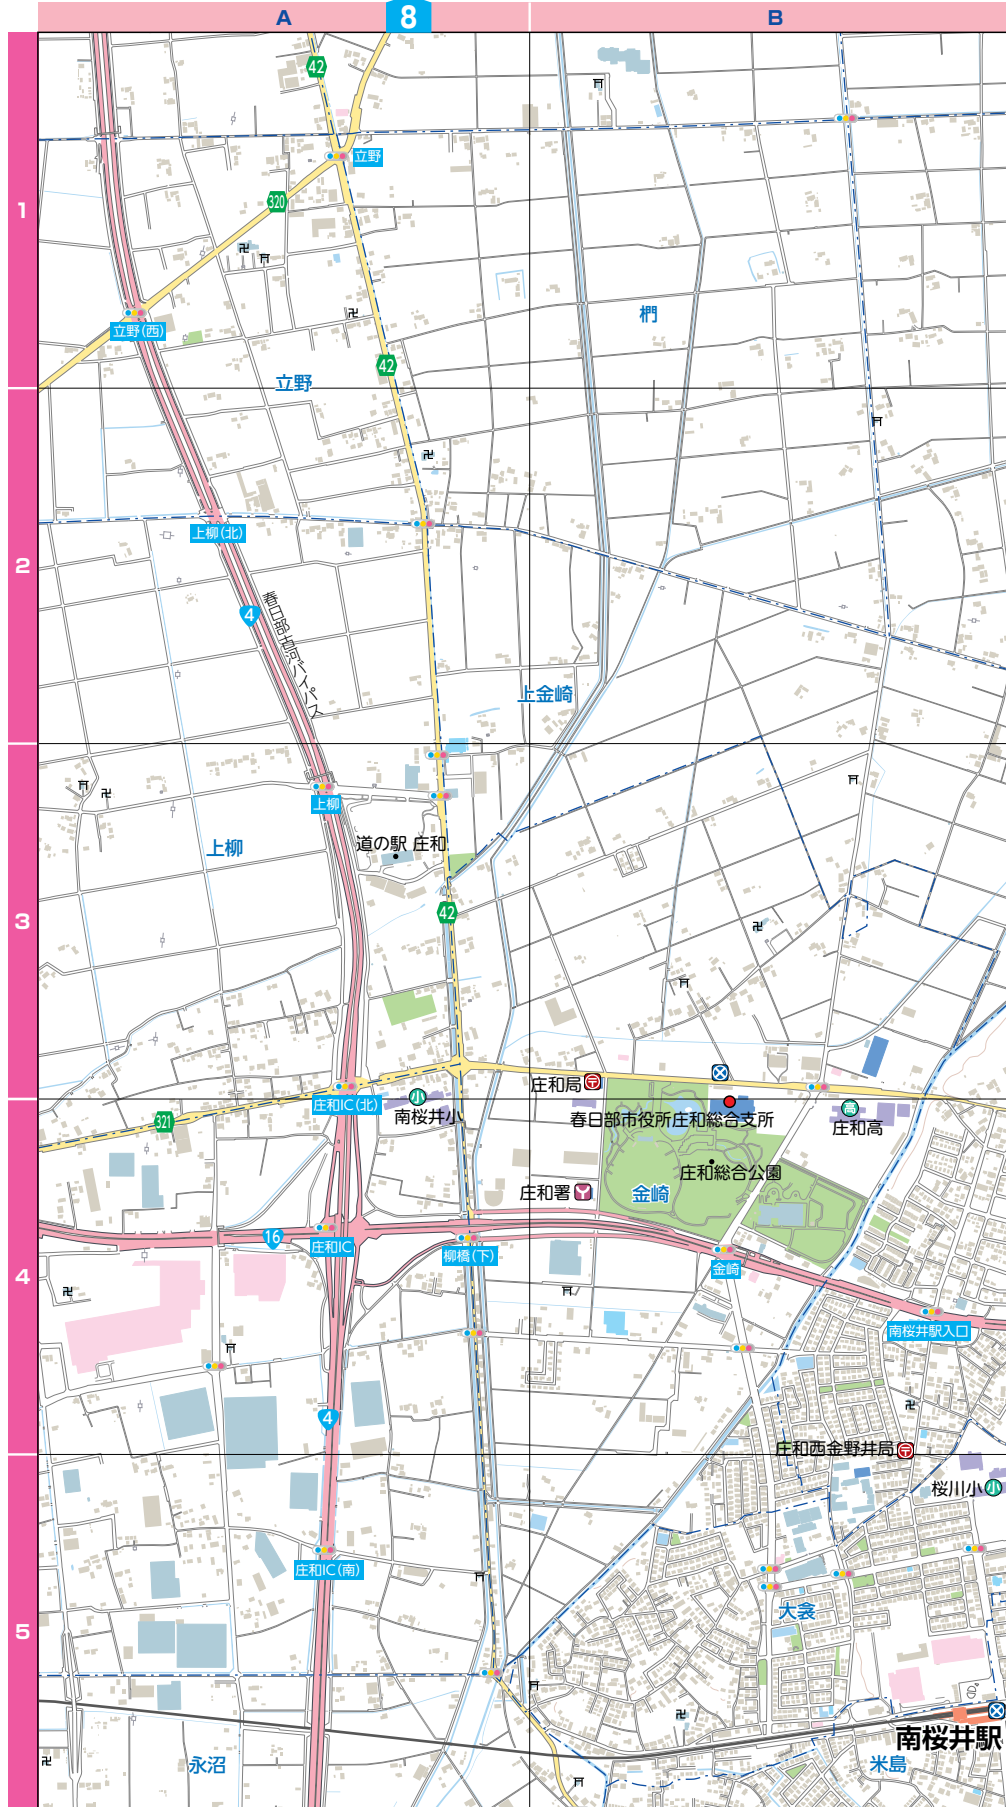 A
8
B
1
2
3
4
5
42
立野
320
立野(西)
椚
立野
42
上柳(北)
4
春日部古河バイパス
上金崎
上柳
上柳
道の駅 庄和
42
庄和局
小
庄和IC(北)
南桜井小
321
春日部市役所庄和総合支所
高
庄和高
庄和総合公園
庄和署
金崎
16
庄和IC
柳橋(下)
金崎
南桜井駅入口
4
庄和西金野井局
桜川小
小
庄和IC(南)
大衾
南桜井駅
永沼
米島